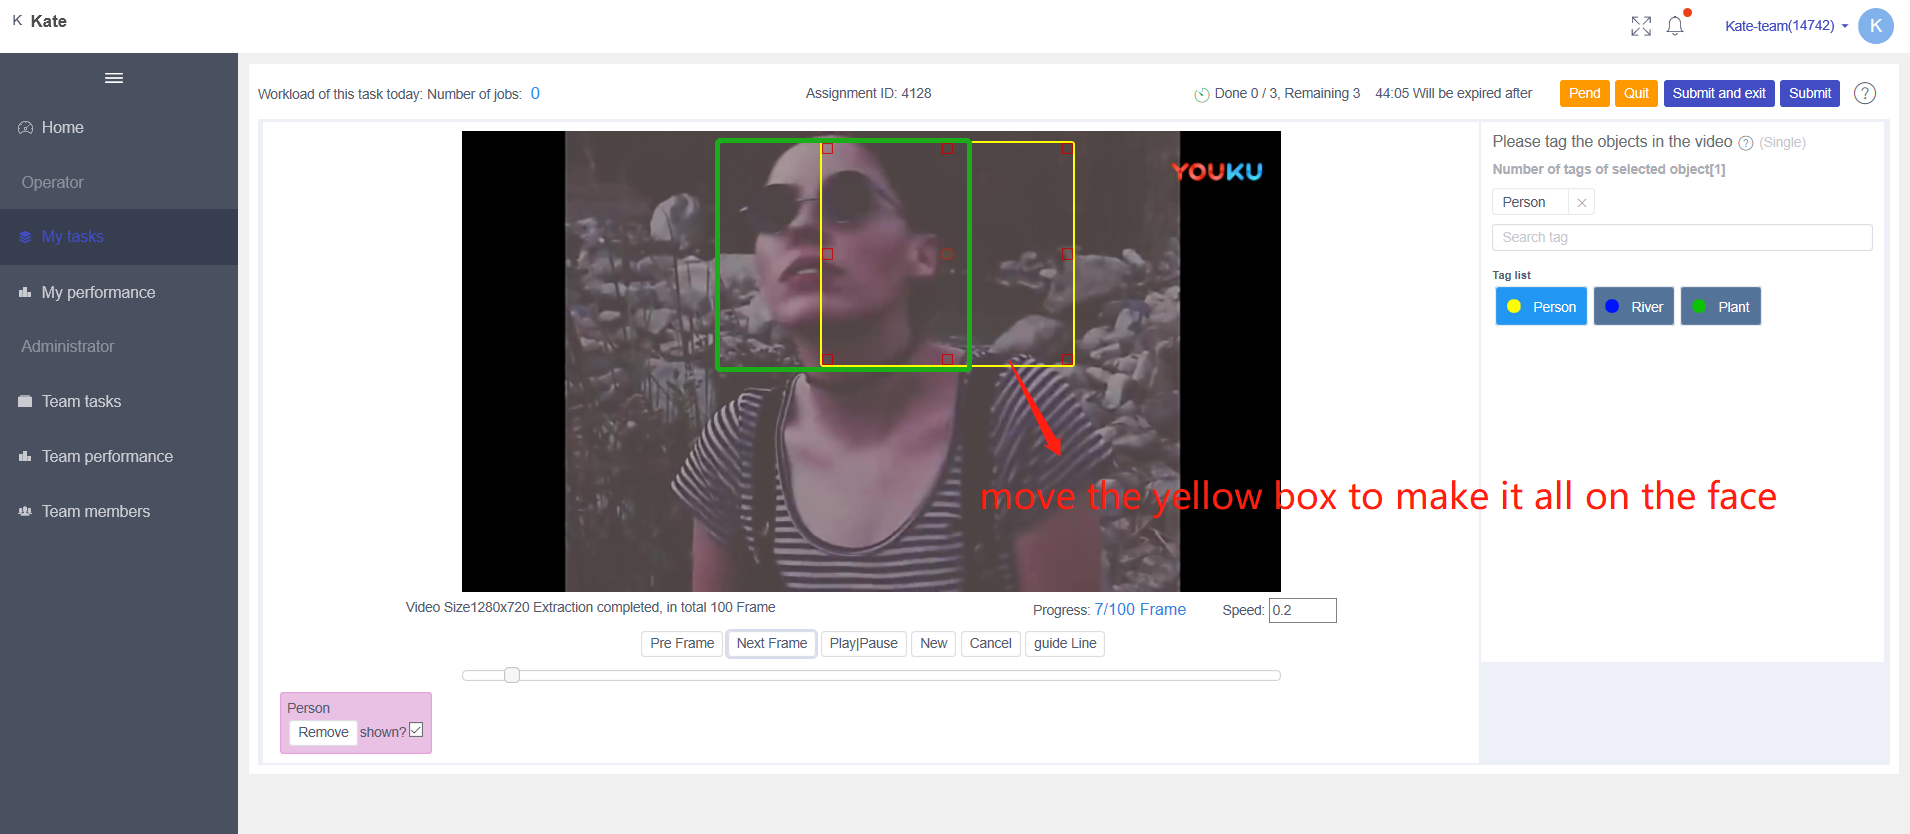 K Kate
Kate-team(14742)
K
Workload of this task today: Number of jobs: 0
Assignment ID: 4128
Done 0 / 3, Remaining 3
44:05 Will be expired after
Pend
Quit
Submit and exit
Submit
?
Home
Operator
My tasks
My performance
Administrator
Team tasks
Team performance
Team members
YOUKU
move the yellow box to make it all on the face
Please tag the objects in the video ? (Single)
Number of tags of selected object[1]
Person ×
Search tag
Tag list
Person
River
Plant
Video Size1280x720 Extraction completed, in total 100 Frame
Progress: 7/100 Frame
Speed: 0.2
Pre Frame
Next Frame
Play|Pause
New
Cancel
guide Line
Person
Remove shown?